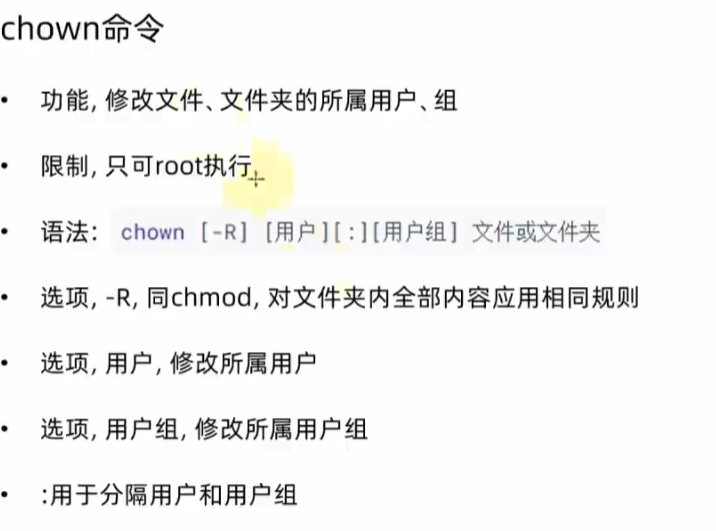 chown命令
• 功能, 修改文件、文件夹的所属用户、组
• 限制, 只可root执行
• 语法: chown [-R] [用户][:][用户组] 文件或文件夹
• 选项, -R, 同chmod, 对文件夹内全部内容应用相同规则
• 选项, 用户, 修改所属用户
• 选项, 用户组, 修改所属用户组
• :用于分隔用户和用户组